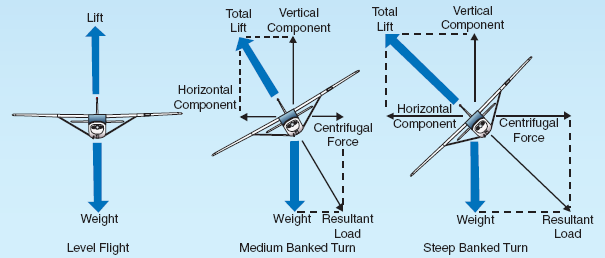 Lift
Weight
Level Flight
Total
Lift
Vertical
Component
Horizontal
Component
Centrifugal
Force
Weight
Resultant
Load
Medium Banked Turn
Total
Lift
Vertical
Component
Horizontal
Component
Centrifugal
Force
Weight
Resultant
Load
Steep Banked Turn